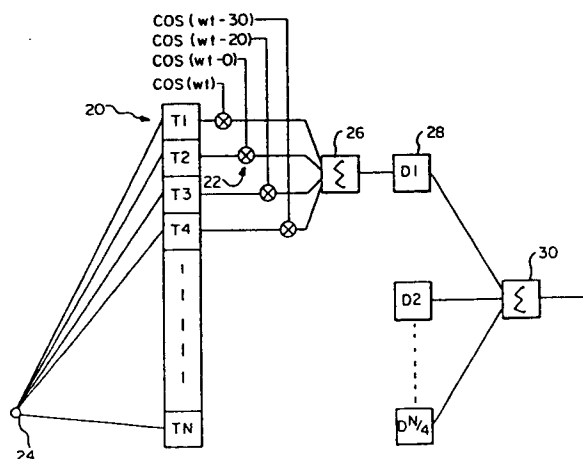 COS (wt-30)
COS (wt-20)
COS (wt-0)
COS (wt)
20
T1
T2
T3
T4
TN
22
24
26
Σ
28
D1
D2
D N/4
30
Σ